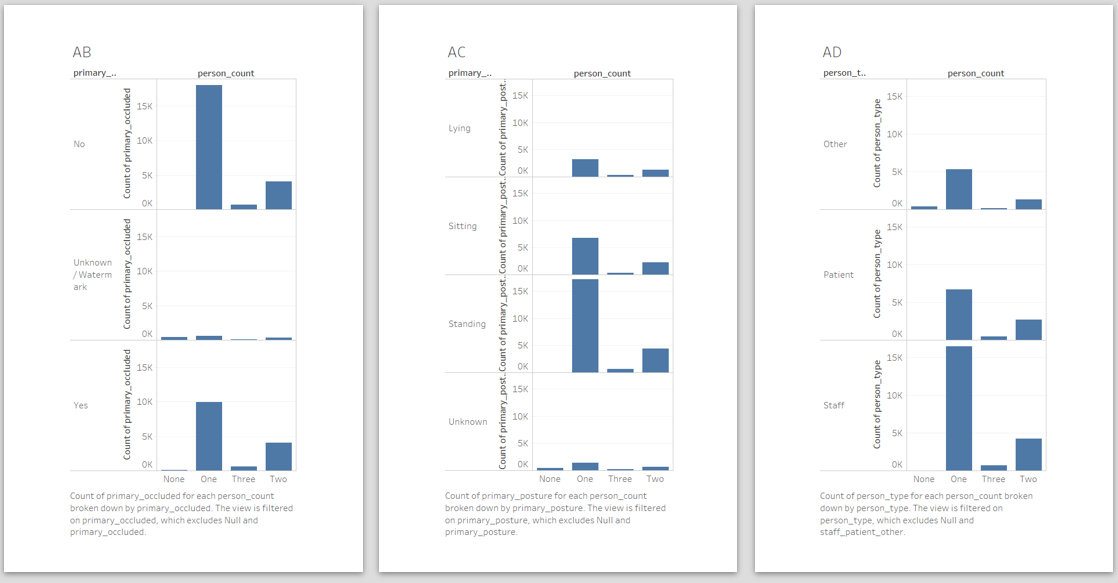 AB
primary_..
person_count
No
Count of primary_occluded
15K
10K
5K
0K
Unknown
/ Waterm
ark
Count of primary_occluded
15K
10K
5K
0K
Yes
Count of primary_occluded
15K
10K
5K
0K
None One Three Two
Count of primary_occluded for each person_count
broken down by primary_occluded. The view is filtered
on primary_occluded, which excludes Null and
primary_occluded.
AC
primary_..
person_count
Lying
Count of primary_post..
15K
10K
5K
0K
Sitting
Count of primary_post..
15K
10K
5K
0K
Standing
Count of primary_post..
15K
10K
5K
0K
Unknown
Count of primary_post..
15K
10K
5K
0K
None One Three Two
Count of primary_posture for each person_count
broken down by primary_posture. The view is filtered
on primary_posture, which excludes Null and
primary_posture.
AD
person_t..
person_count
Other
Count of person_type
15K
10K
5K
0K
Patient
Count of person_type
15K
10K
5K
0K
Staff
Count of person_type
15K
10K
5K
0K
None One Three Two
Count of person_type for each person_count broken
down by person_type. The view is filtered on
person_type, which excludes Null and
staff_patient_other.